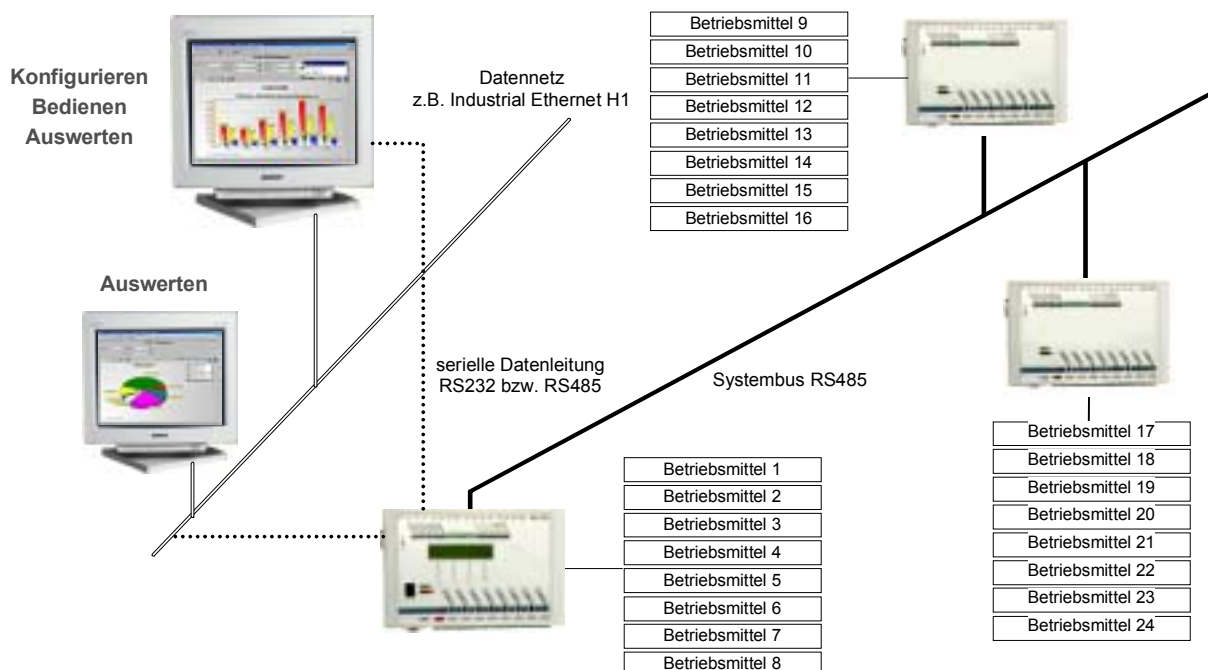 Konfigurieren
Bedienen
Auswerten
Datennetz
z.B. Industrial Ethernet H1
Betriebsmittel 9
Betriebsmittel 10
Betriebsmittel 11
Betriebsmittel 12
Betriebsmittel 13
Betriebsmittel 14
Betriebsmittel 15
Betriebsmittel 16
Auswerten
serielle Datenleitung
RS232 bzw. RS485
Systembus RS485
Betriebsmittel 1
Betriebsmittel 2
Betriebsmittel 3
Betriebsmittel 4
Betriebsmittel 5
Betriebsmittel 6
Betriebsmittel 7
Betriebsmittel 8
Betriebsmittel 17
Betriebsmittel 18
Betriebsmittel 19
Betriebsmittel 20
Betriebsmittel 21
Betriebsmittel 22
Betriebsmittel 23
Betriebsmittel 24